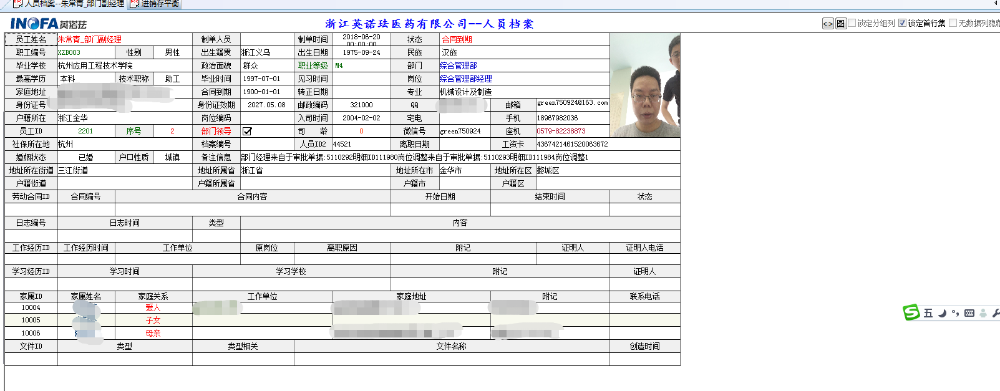 人员档案--朱常青_部门副经理 进销存平衡
INOFA英诺珐 浙江英诺珐医药有限公司--人员档案 <> 图 锁定分组列 锁定首行集 无数据列隐藏
员工姓名 朱常青_部门副经理 制单人员 制单时间 2018-06-20 00:00:00 状态 合同到期
职工编号 XZB003 性别 男性 出生籍贯 浙江义乌 出生日期 1975-09-24 民族 汉族
毕业学校 杭州应用工程技术学院 政治面貌 群众 职业等级 M4 部门 综合管理部
最高学历 本科 技术职称 助工 毕业时间 1997-07-01 见习时间 岗位 综合管理部经理
家庭地址 合同到期 1900-01-01 转正日期 专业 机械设计及制造
身份证号 身份证效期 2027.05.08 邮政编码 321000 QQ 邮箱 green750924@163.com
户籍所在 浙江金华 岗位编码 入司时间 2004-02-02 宅电 手机 18967982036
员工ID 2201 序号 2 部门领导 司 龄 0 微信号 green750924 座机 0579-82238873
社保所在地 杭州 档案编号 人员ID2 44521 离职日期 工资卡 4367421461520063672
婚姻状态 已婚 户口性质 城镇 备注信息 部门经理来自于审批单据:5110292明细ID111980岗位调整来自于审批单据:5110293明细ID111984岗位调整1
地址所在街道 三江街道 地址所属省 浙江省 地址所在市 金华市 地址所在区 婺城区
户籍街道 户籍所属省 户籍市 户籍区
劳动合同ID 合同编号 合同内容 开始日期 结束时间 状态
日志编号 日志时间 类型 内容
工作经历ID 工作经历时间 工作单位 原岗位 离职原因 附记 证明人 证明人电话
学习经历ID 学习时间 学习学校 附记 证明人
家属ID 家属姓名 家庭关系 工作单位 家庭地址 附记 联系电话
10004 爱人
10005 子女
10006 母亲
文件ID 类型 类型相关 文件名称 创造时间
S 五